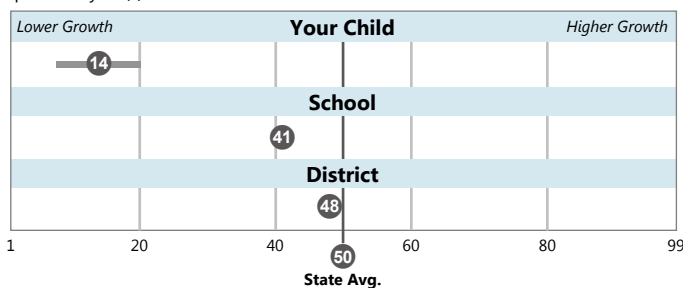 Lower Growth Your Child Higher Growth
14
School
41
District
48
1 20 40 60 80 99
50
State Avg.